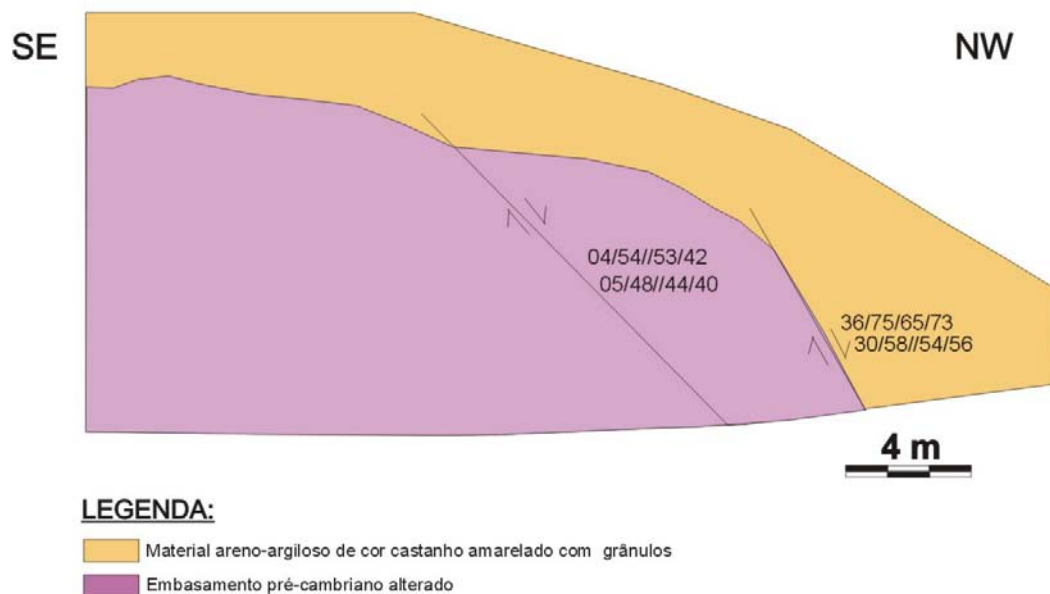 SE
NW
04/54//53/42
05/48//44/40
36/75/65/73
30/58//54/56
4 m
LEGENDA:
Material areno-argiloso de cor castanho amarelado com grânulos
Embasamento pré-cambriano alterado